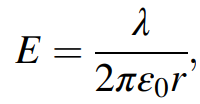 E = λ / 2πε₀r,